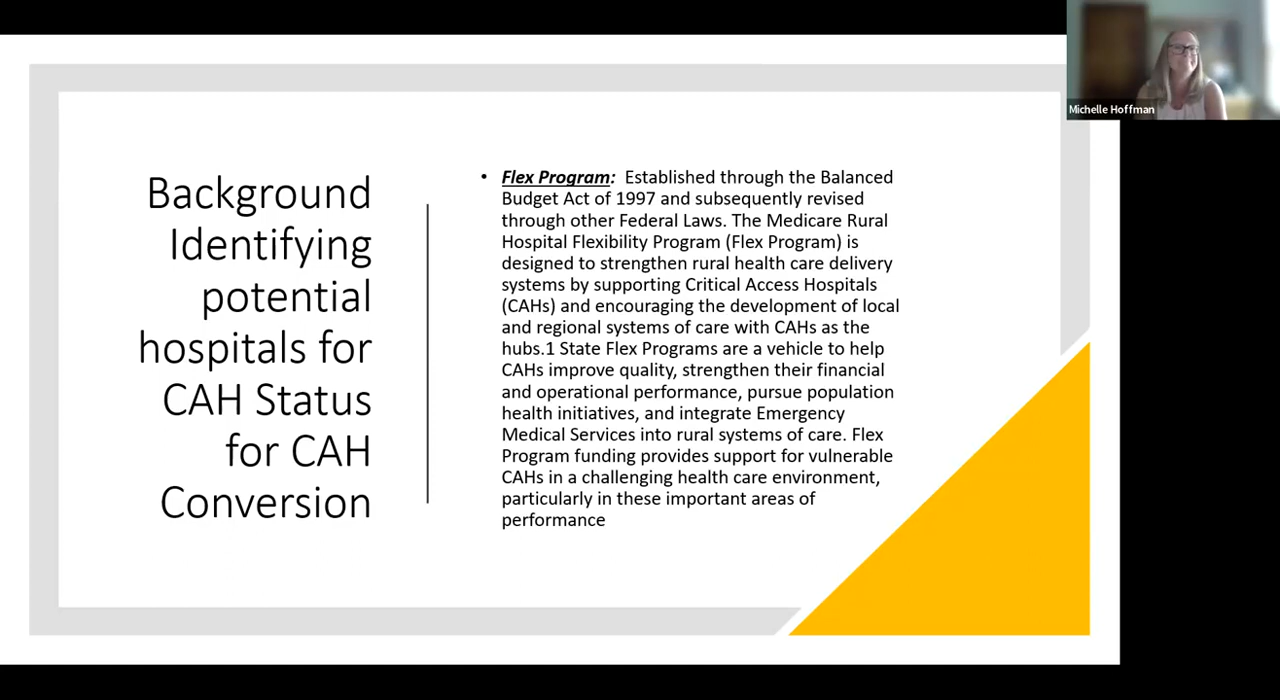 Michelle Hoffman
Background
Identifying
potential
hospitals for
CAH Status
for CAH
Conversion
• Flex Program: Established through the Balanced
Budget Act of 1997 and subsequently revised
through other Federal Laws. The Medicare Rural
Hospital Flexibility Program (Flex Program) is
designed to strengthen rural health care delivery
systems by supporting Critical Access Hospitals
(CAHs) and encouraging the development of local
and regional systems of care with CAHs as the
hubs.1 State Flex Programs are a vehicle to help
CAHs improve quality, strengthen their financial
and operational performance, pursue population
health initiatives, and integrate Emergency
Medical Services into rural systems of care. Flex
Program funding provides support for vulnerable
CAHs in a challenging health care environment,
particularly in these important areas of
performance